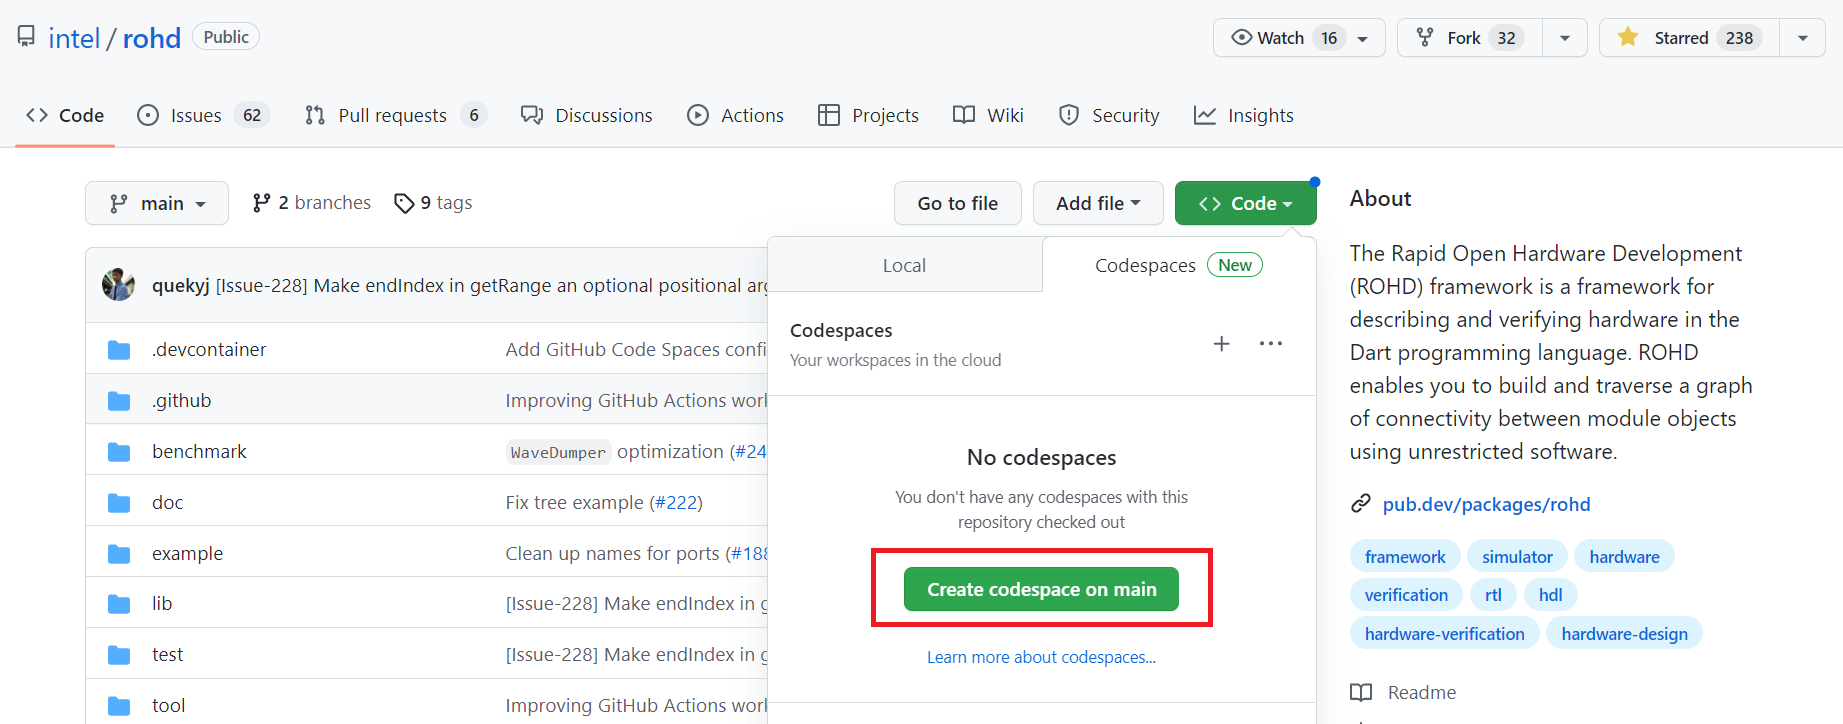 intel / rohd Public
Watch 16
Fork 32
Starred 238
Code
Issues 62
Pull requests 6
Discussions
Actions
Projects
Wiki
Security
Insights
main
2 branches
9 tags
Go to file
Add file
Code
quekyj [Issue-228] Make endIndex in getRange an optional positional arg
.devcontainer Add GitHub Code Spaces confi
.github Improving GitHub Actions work
benchmark WaveDumper optimization (#24
doc Fix tree example (#222)
example Clean up names for ports (#188
lib [Issue-228] Make endIndex in g
test [Issue-228] Make endIndex in g
tool Improving GitHub Actions work
Local
Codespaces New
Codespaces
Your workspaces in the cloud
No codespaces
You don't have any codespaces with this
repository checked out
Create codespace on main
Learn more about codespaces...
About
The Rapid Open Hardware Development
(ROHD) framework is a framework for
describing and verifying hardware in the
Dart programming language. ROHD
enables you to build and traverse a graph
of connectivity between module objects
using unrestricted software.
pub.dev/packages/rohd
framework simulator hardware
verification rtl hdl
hardware-verification hardware-design
Readme